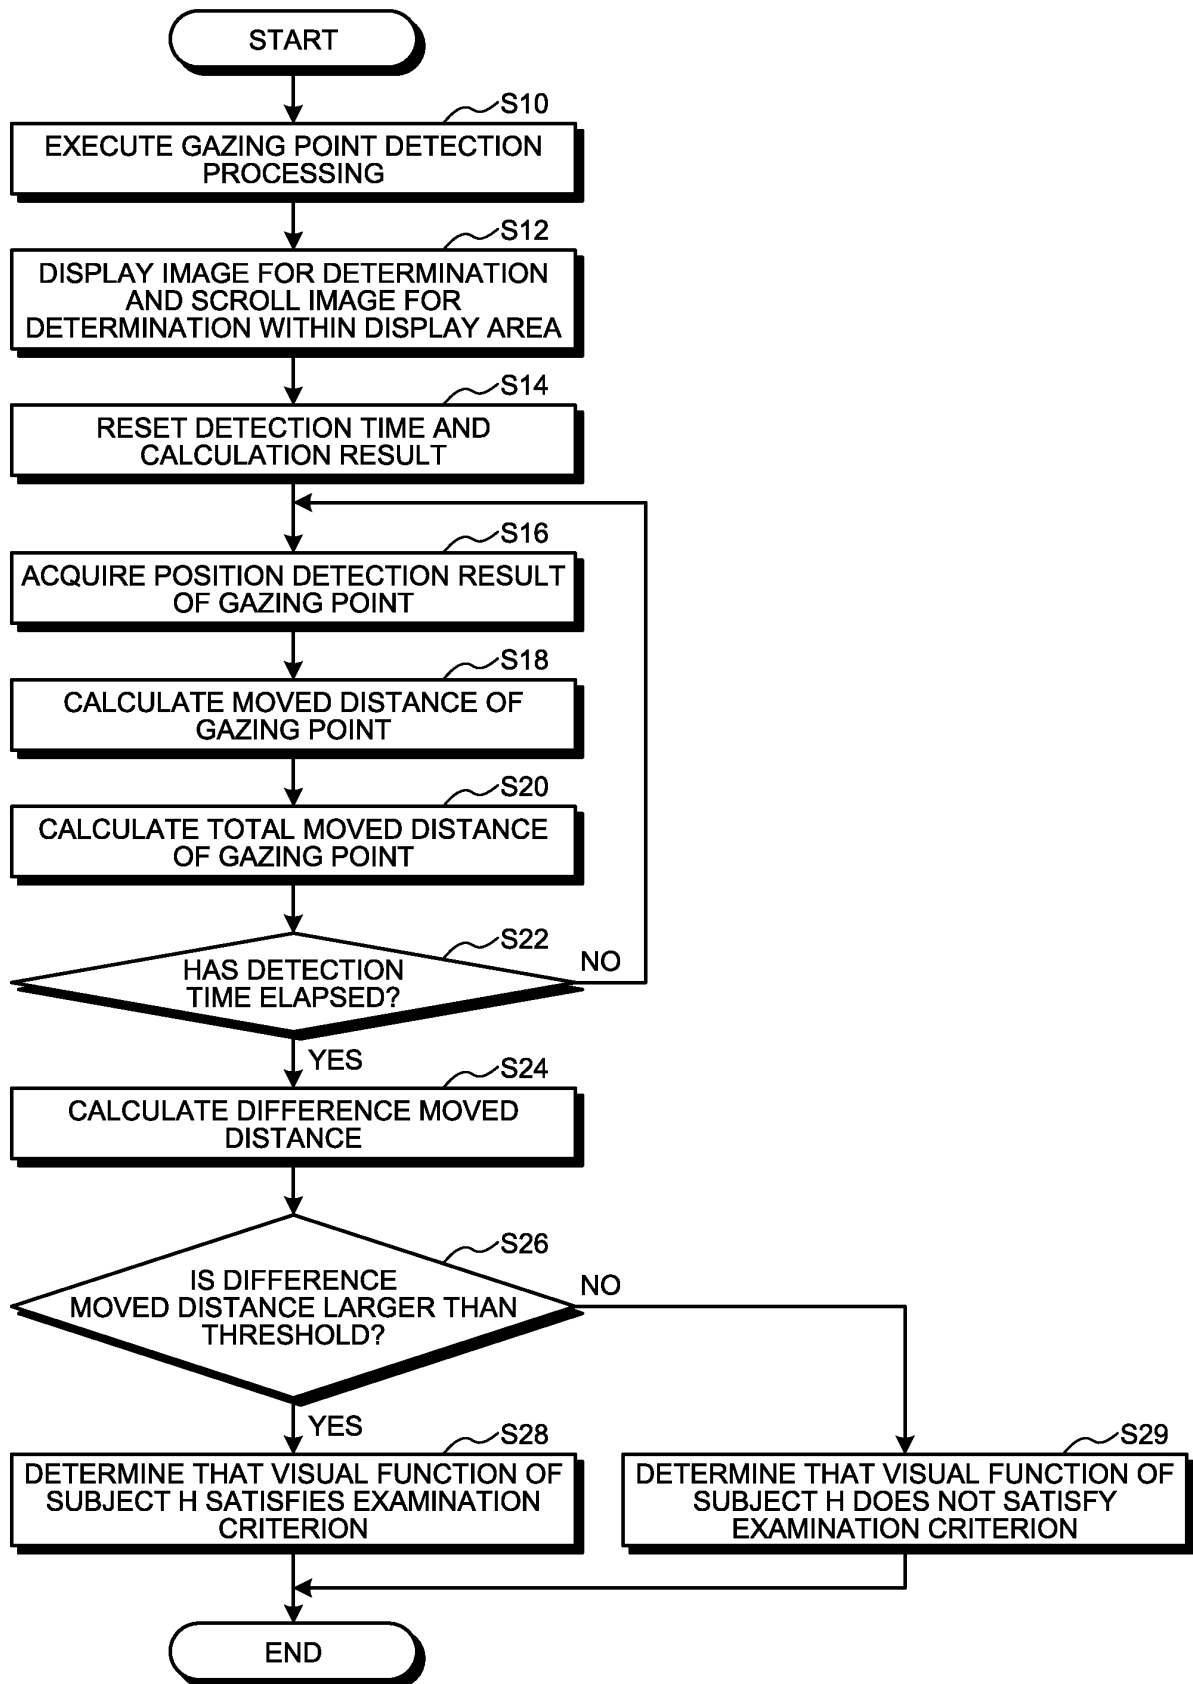 START
S10
EXECUTE GAZING POINT DETECTION
PROCESSING
S12
DISPLAY IMAGE FOR DETERMINATION
AND SCROLL IMAGE FOR
DETERMINATION WITHIN DISPLAY AREA
S14
RESET DETECTION TIME AND
CALCULATION RESULT
S16
ACQUIRE POSITION DETECTION RESULT
OF GAZING POINT
S18
CALCULATE MOVED DISTANCE OF
GAZING POINT
S20
CALCULATE TOTAL MOVED DISTANCE
OF GAZING POINT
S22
HAS DETECTION
TIME ELAPSED?
NO
YES
S24
CALCULATE DIFFERENCE MOVED
DISTANCE
S26
IS DIFFERENCE
MOVED DISTANCE LARGER THAN
THRESHOLD?
NO
YES
S28
DETERMINE THAT VISUAL FUNCTION OF
SUBJECT H SATISFIES EXAMINATION
CRITERION
S29
DETERMINE THAT VISUAL FUNCTION OF
SUBJECT H DOES NOT SATISFY
EXAMINATION CRITERION
END